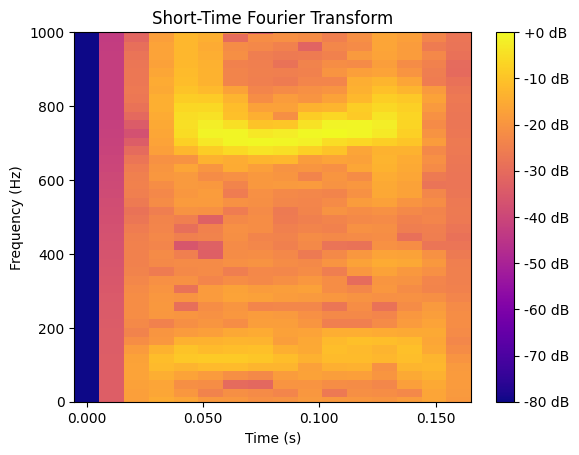 Short-Time Fourier Transform
1000
800
600
400
200
0
Frequency (Hz)
0.000
0.050
0.100
0.150
Time (s)
+0 dB
-10 dB
-20 dB
-30 dB
-40 dB
-50 dB
-60 dB
-70 dB
-80 dB